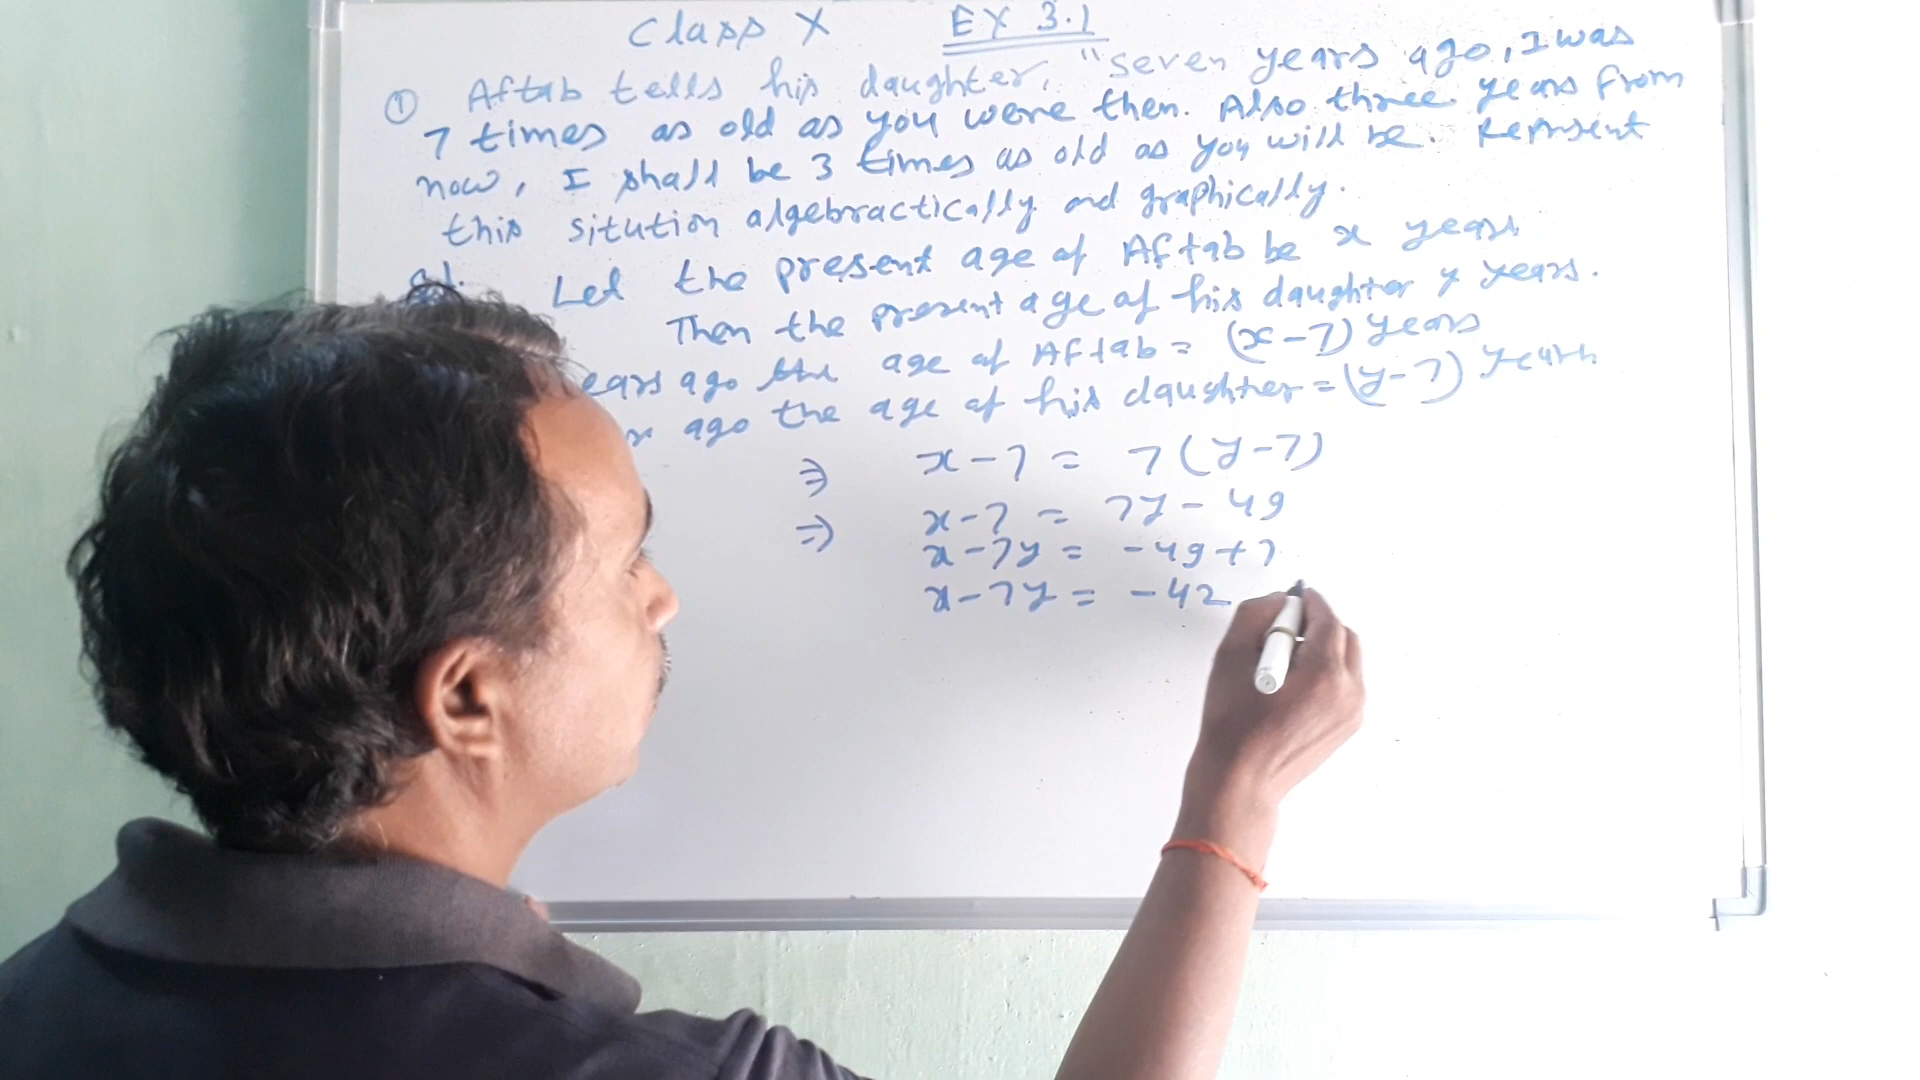 Class X EX 3.1
① Aftab tells his daughter, "seven years ago, I was
7 times as old as you were then. Also three years from
now, I shall be 3 times as old as you will be. Represent
this sitution algebractically and graphically.
Sol. Let the present age of Aftab be x years
Then the present age of his daughter y years.
ears ago the age of Aftab = (x-7) years
ago the age of his daughter = (y-7) years
⇒ x-7 = 7(y-7)
⇒ x-7 = 7y-49
x-7y = -49+7
x-7y = -42